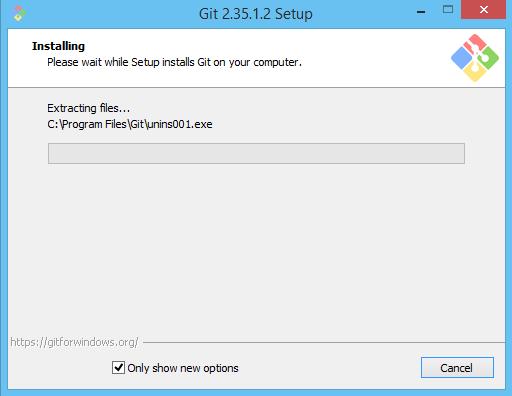 Git 2.35.1.2 Setup
Installing
Please wait while Setup installs Git on your computer.
Extracting files...
C:\Program Files\Git\unins001.exe
https://gitforwindows.org/
Only show new options
Cancel